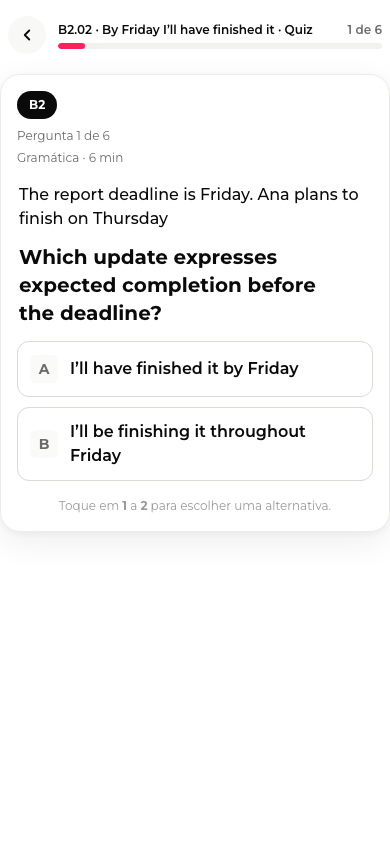 B2.02 · By Friday I’ll have finished it · Quiz
1 de 6
B2
Pergunta 1 de 6
Gramática · 6 min
The report deadline is Friday. Ana plans to
finish on Thursday
Which update expresses
expected completion before
the deadline?
A
I’ll have finished it by Friday
B
I’ll be finishing it throughout
Friday
Toque em 1 a 2 para escolher uma alternativa.